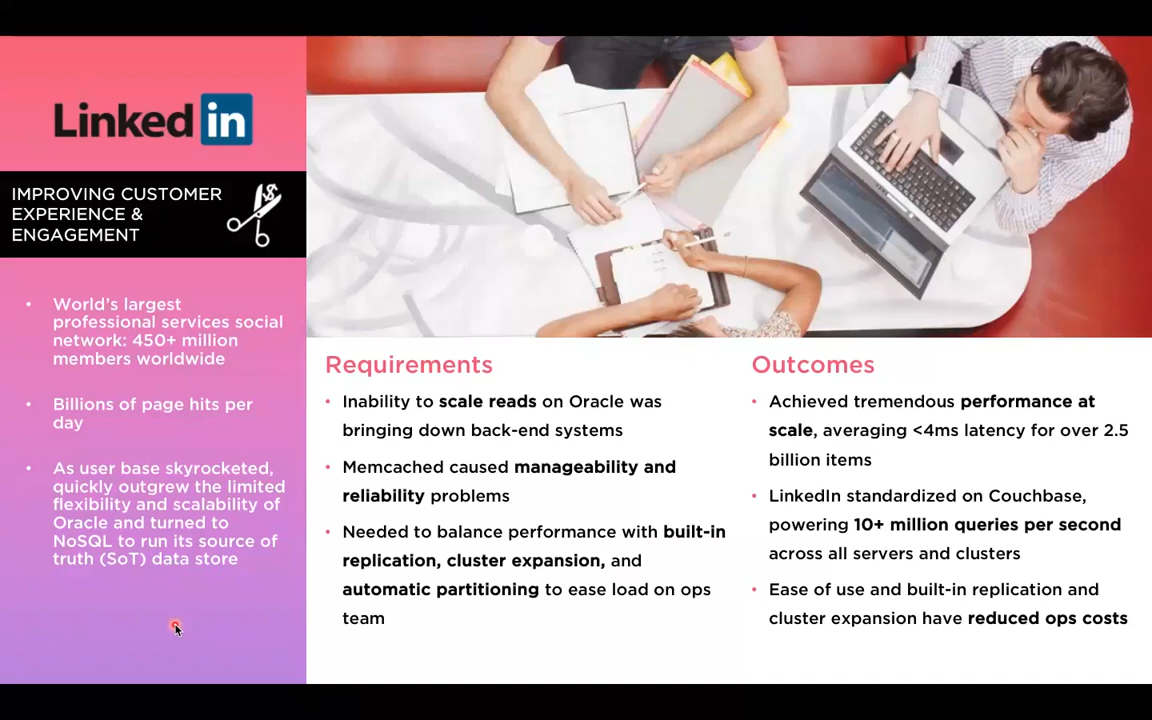 Linked in
IMPROVING CUSTOMER
EXPERIENCE &
ENGAGEMENT
• World's largest
professional services social
network: 450+ million
members worldwide
• Billions of page hits per
day
• As user base skyrocketed,
quickly outgrew the limited
flexibility and scalability of
Oracle and turned to
NoSQL to run its source of
truth (SoT) data store
Requirements
• Inability to scale reads on Oracle was
bringing down back-end systems
• Memcached caused manageability and
reliability problems
• Needed to balance performance with built-in
replication, cluster expansion, and
automatic partitioning to ease load on ops
team
Outcomes
• Achieved tremendous performance at
scale, averaging <4ms latency for over 2.5
billion items
• LinkedIn standardized on Couchbase,
powering 10+ million queries per second
across all servers and clusters
• Ease of use and built-in replication and
cluster expansion have reduced ops costs